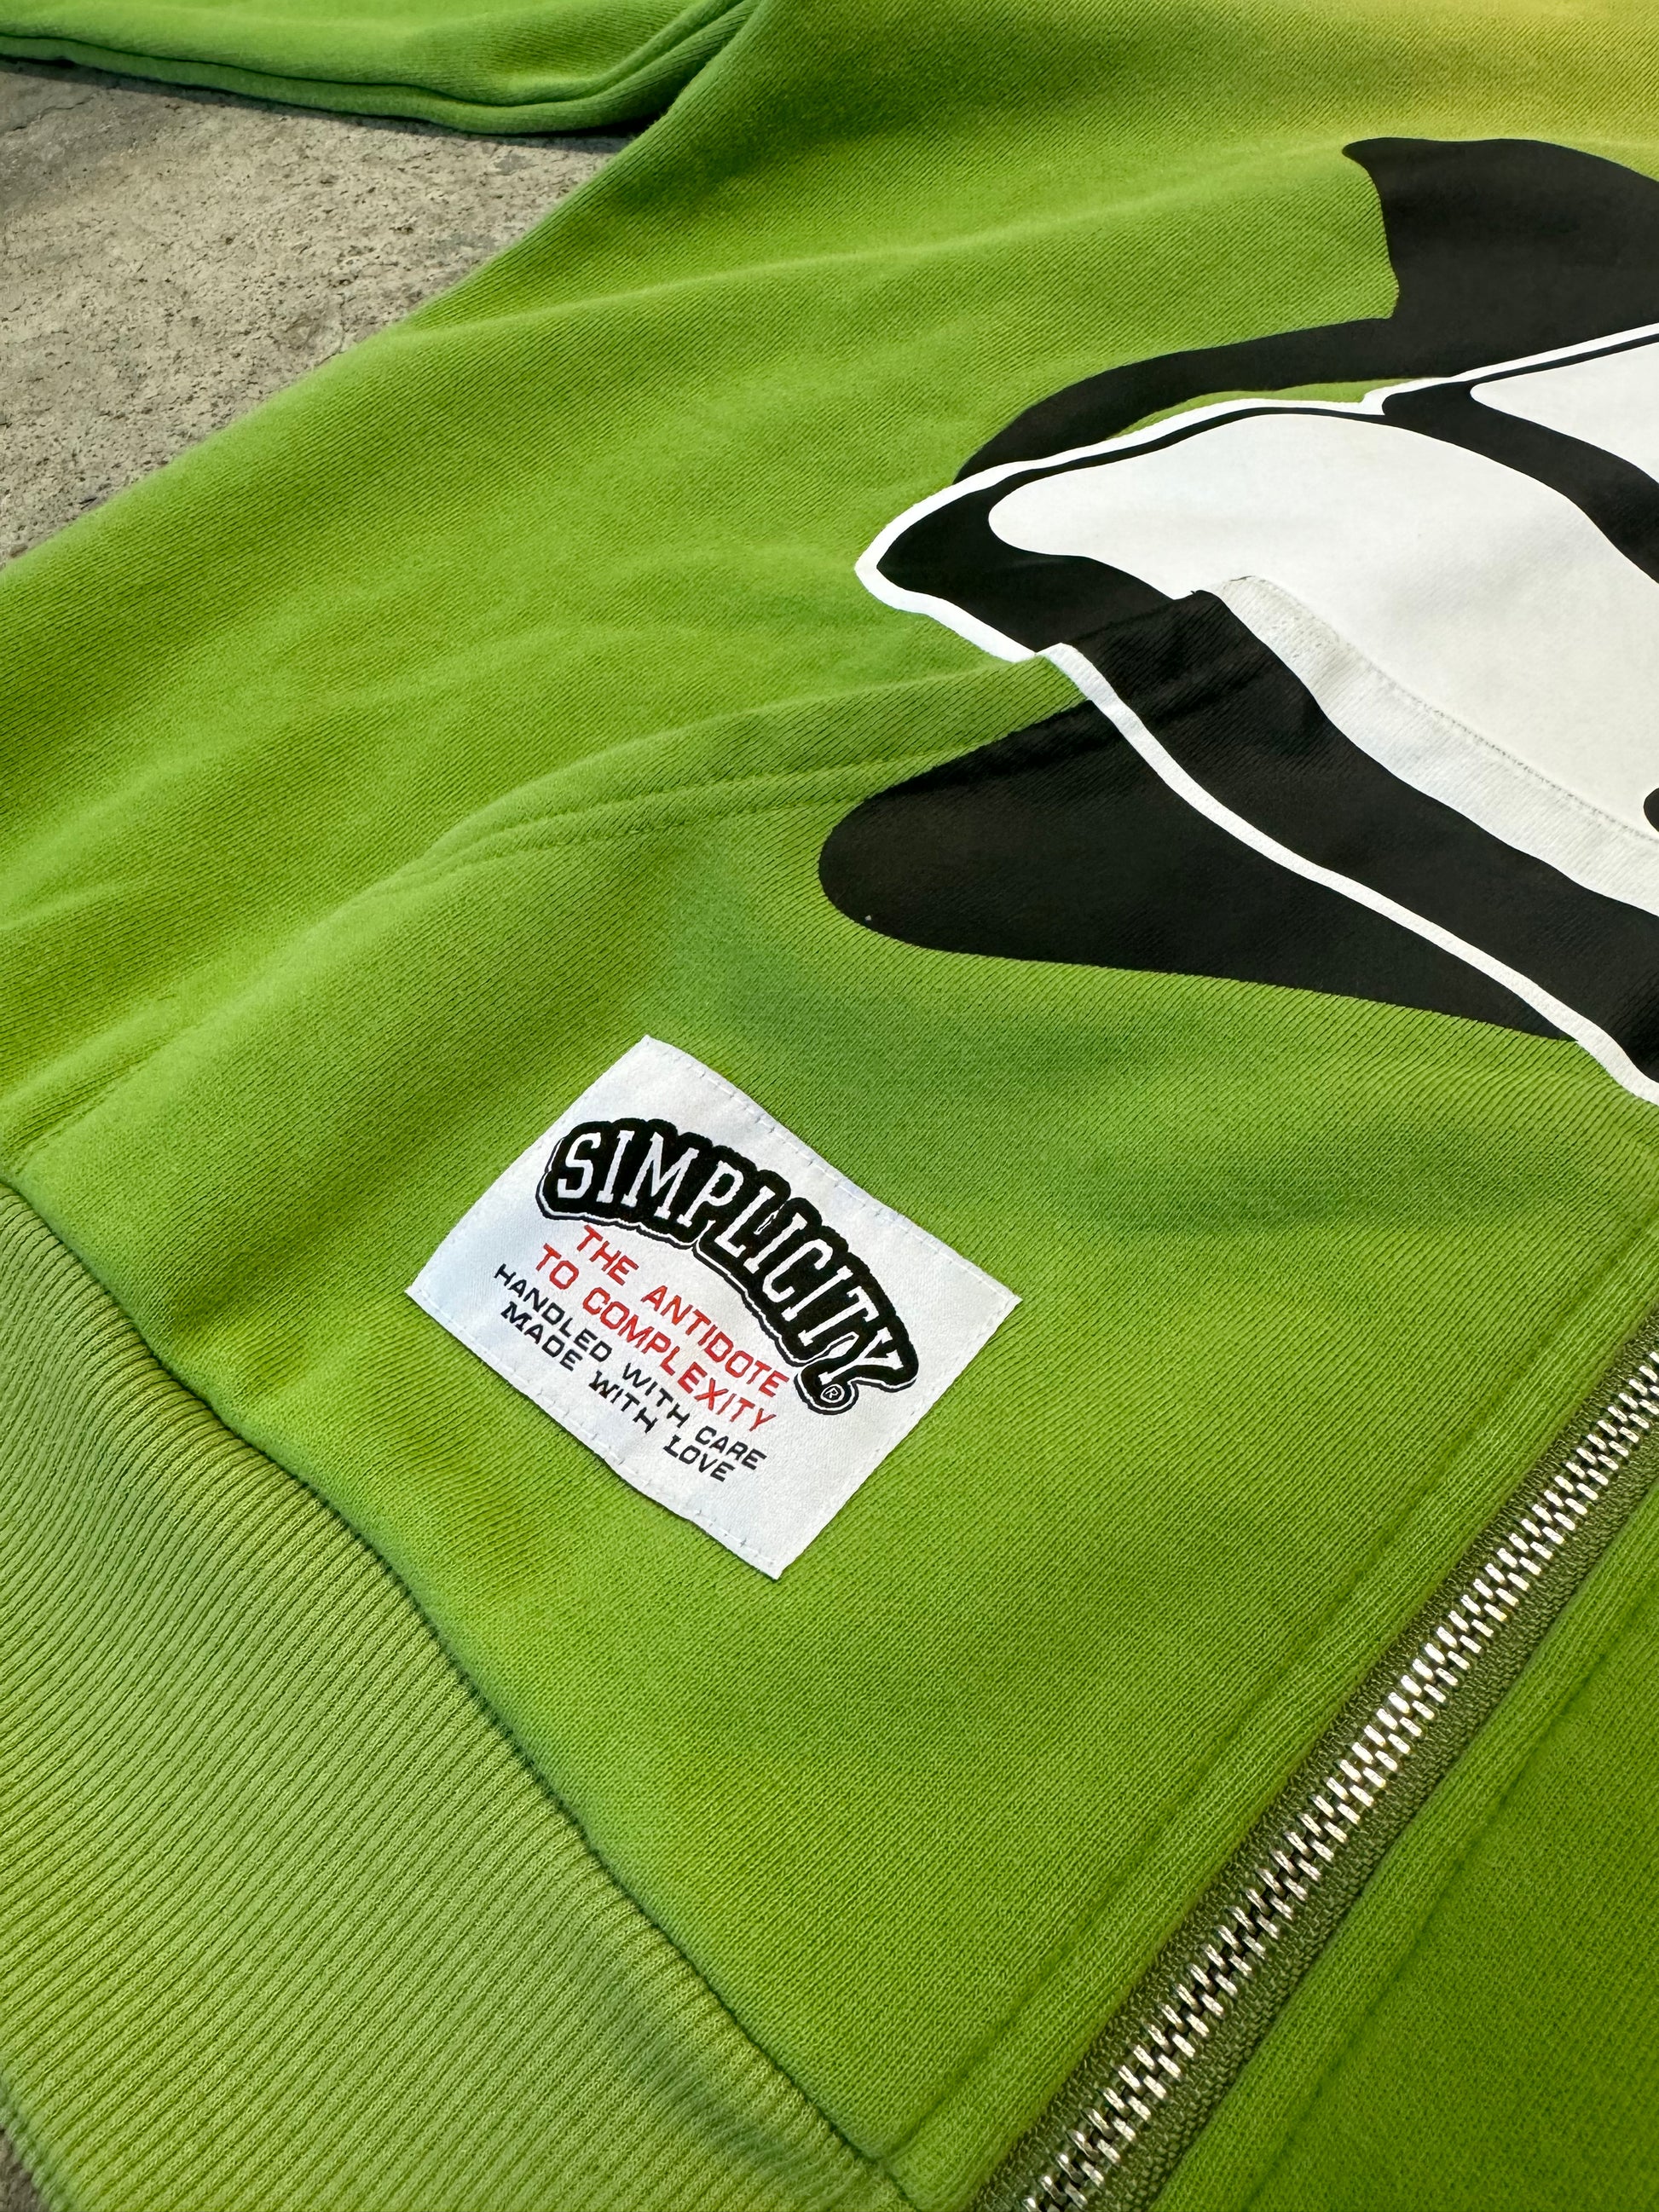 SIMPLICITY®
THE ANTIDOTE
TO COMPLEXITY
HANDLED WITH CARE
MADE WITH LOVE